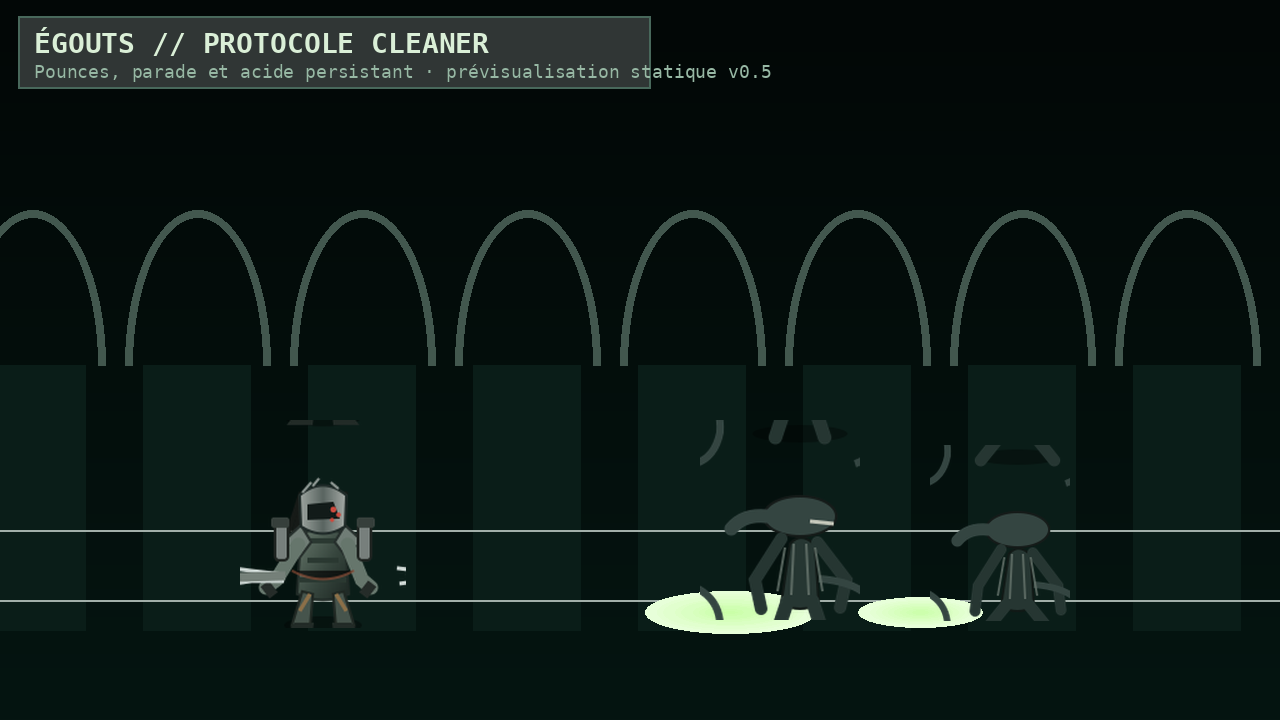 ÉGOUTS // PROTOCOLE CLEANER
Pounces, parade et acide persistant · prévisualisation statique v0.5